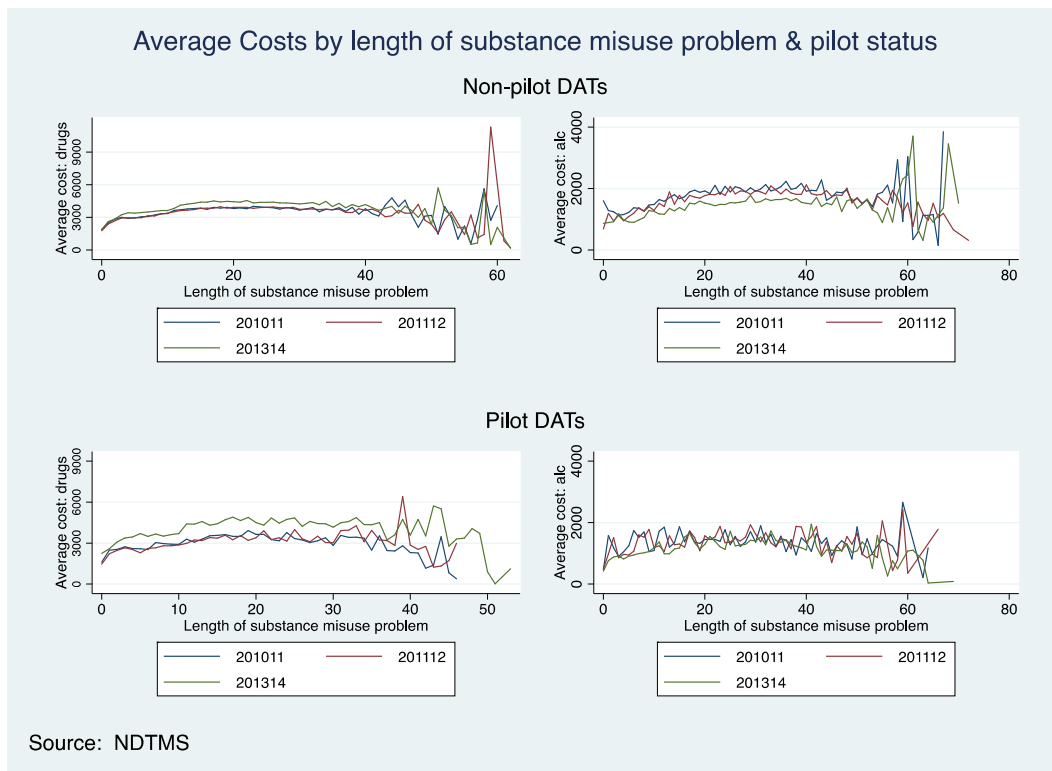 Average Costs by length of substance misuse problem & pilot status
Non-pilot DATs
Average cost: drugs
0 3000 6000 9000
0 20 40 60
Length of substance misuse problem
201011 201112
201314
Average cost: alc
0 2000 4000
0 20 40 60 80
Length of substance misuse problem
201011 201112
201314
Pilot DATs
Average cost: drugs
0 3000 6000 9000
0 10 20 30 40 50
Length of substance misuse problem
201011 201112
201314
Average cost: alc
0 2000 4000
0 20 40 60 80
Length of substance misuse problem
201011 201112
201314
Source: NDTMS